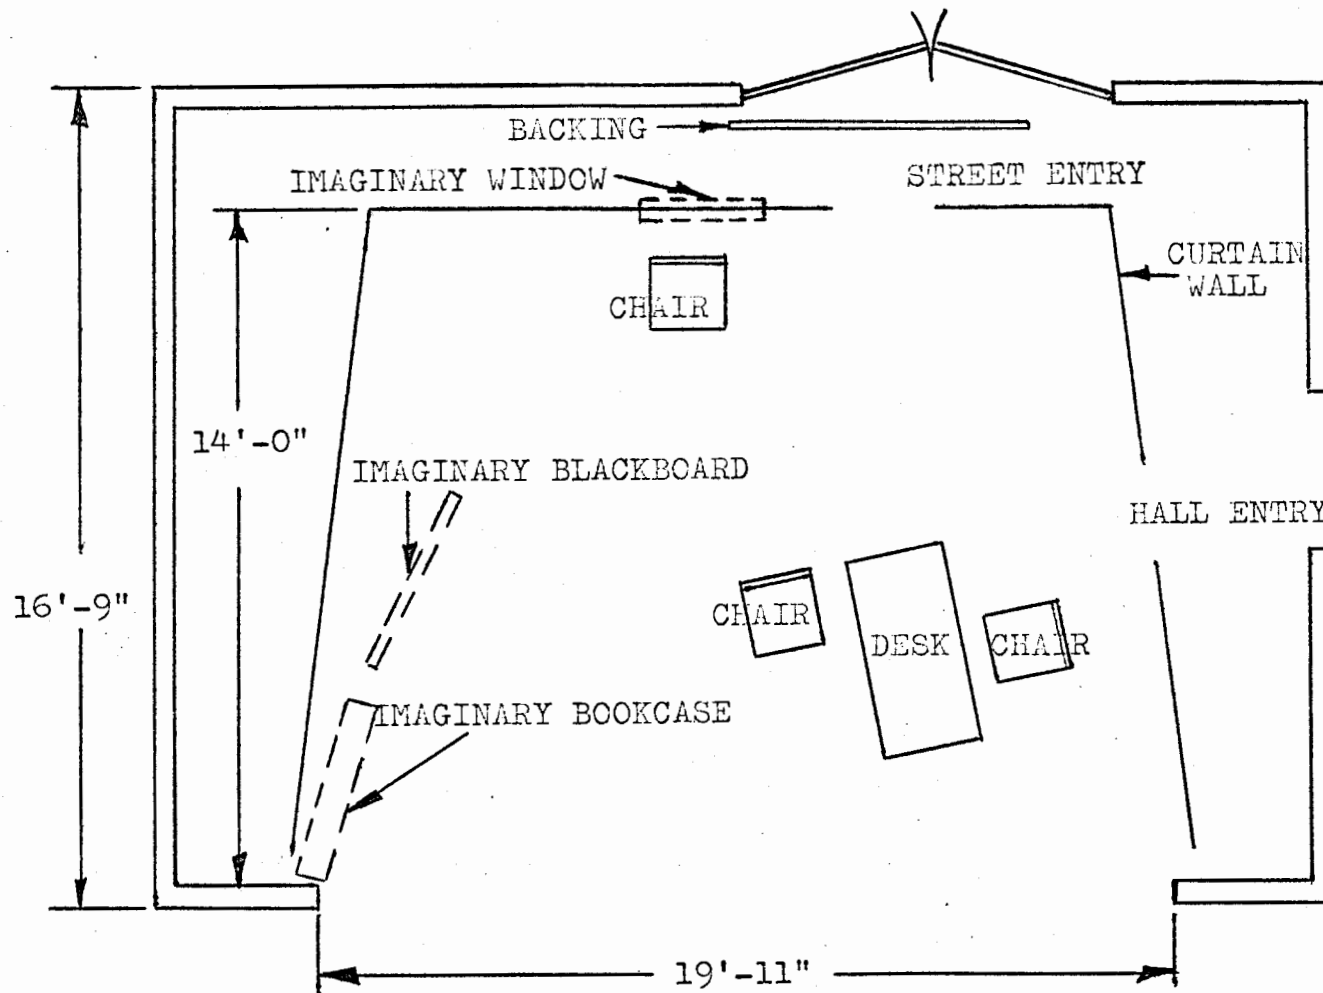 BACKING
IMAGINARY WINDOW
STREET ENTRY
CURTAIN
WALL
CHAIR
14'-0"
IMAGINARY BLACKBOARD
HALL ENTRY
16'-9"
CHAIR
DESK
CHAIR
IMAGINARY BOOKCASE
19'-11"